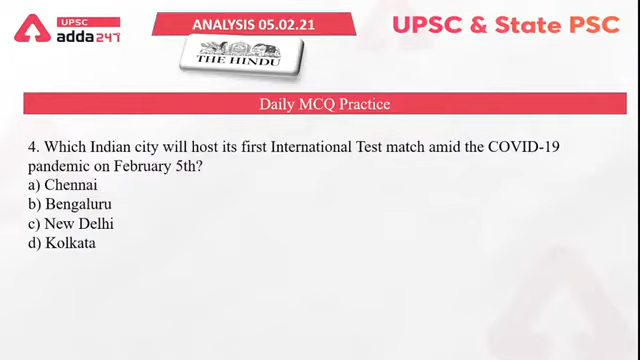 UPSC
adda247
ANALYSIS 05.02.21
THE HINDU
UPSC & State PSC
Daily MCQ Practice
4. Which Indian city will host its first International Test match amid the COVID-19
pandemic on February 5th?
a) Chennai
b) Bengaluru
c) New Delhi
d) Kolkata